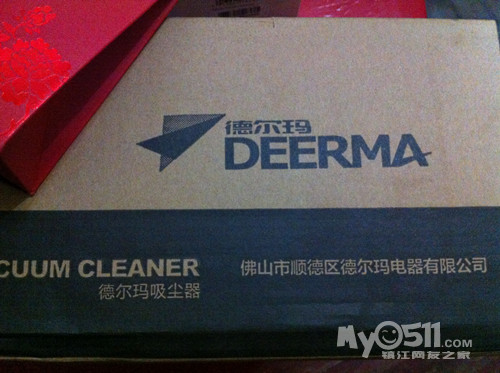 德尔玛
DEERMA
CUUM CLEANER
德尔玛吸尘器
佛山市顺德区德尔玛电器有限公司
My0511.com
镇江网友之家